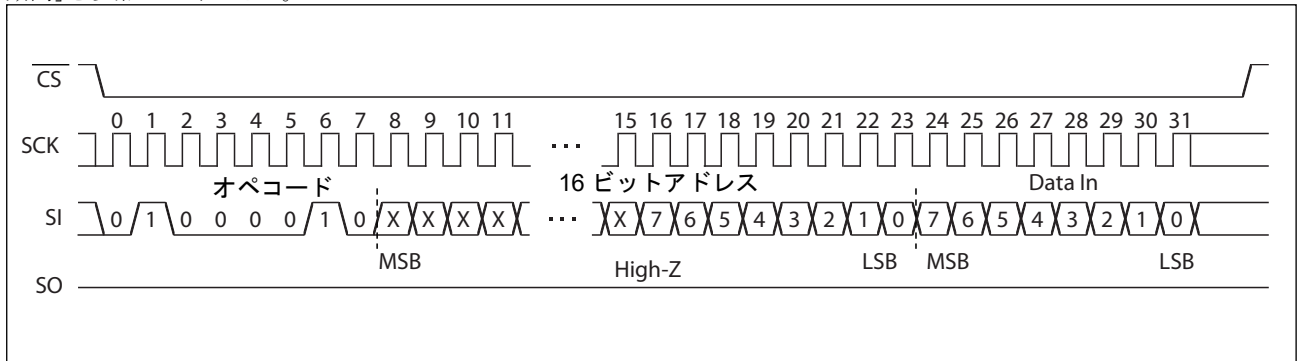 CS
0 1 2 3 4 5 6 7 8 9 10 11 15 16 17 18 19 20 21 22 23 24 25 26 27 28 29 30 31
SCK ...
オペコード 16 ビットアドレス Data In
SI 0 1 0 0 0 0 1 0 X X X X ... X 7 6 5 4 3 2 1 0 7 6 5 4 3 2 1 0
MSB High-Z LSB MSB LSB
SO